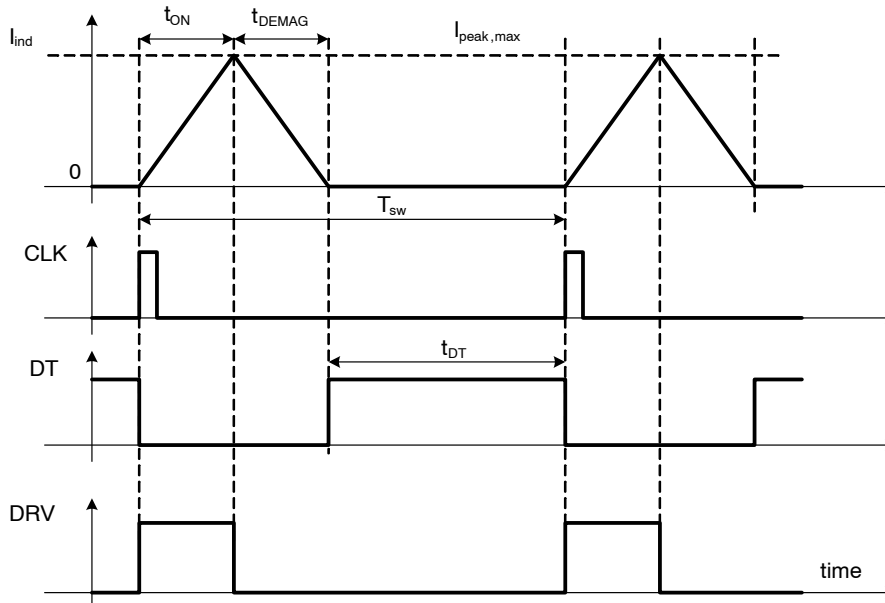 t_ON t_DEMAG
I_ind I_peak,max
0
T_sw
CLK
t_DT
DT
DRV
time